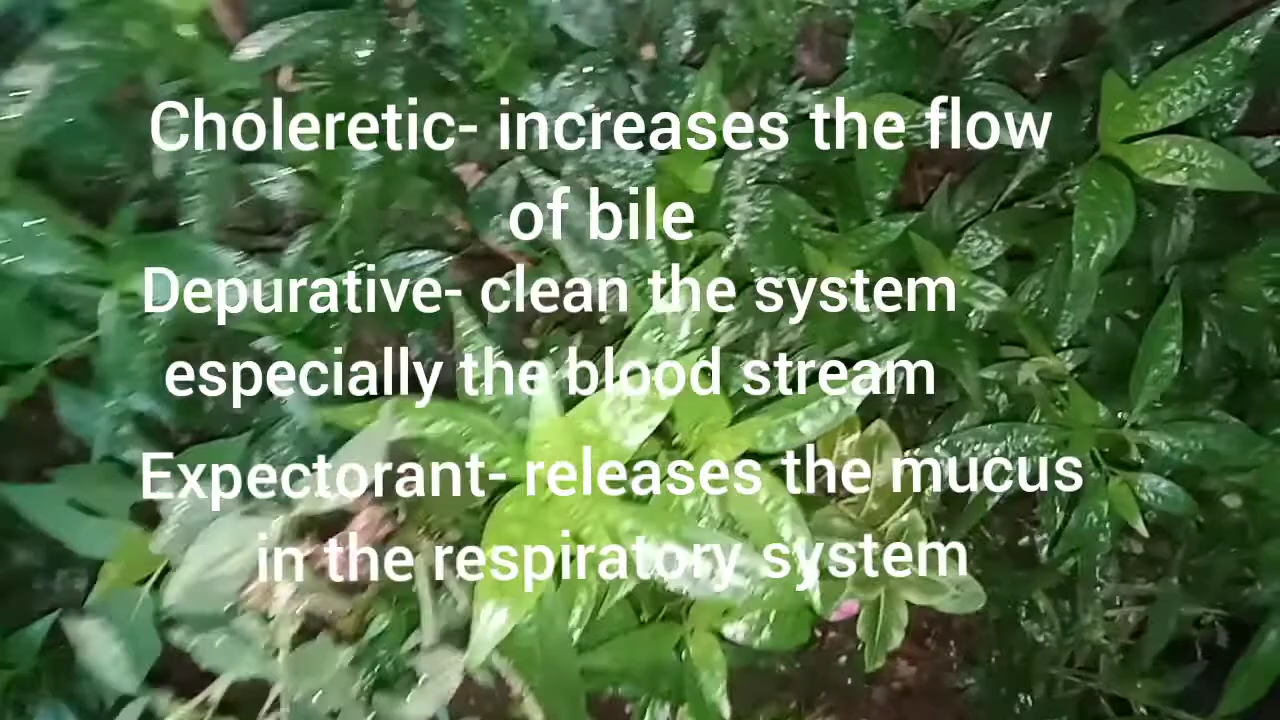 Choleretic- increases the flow
of bile
Depurative- clean the system
especially the blood stream
Expectorant- releases the mucus
in the respiratory system